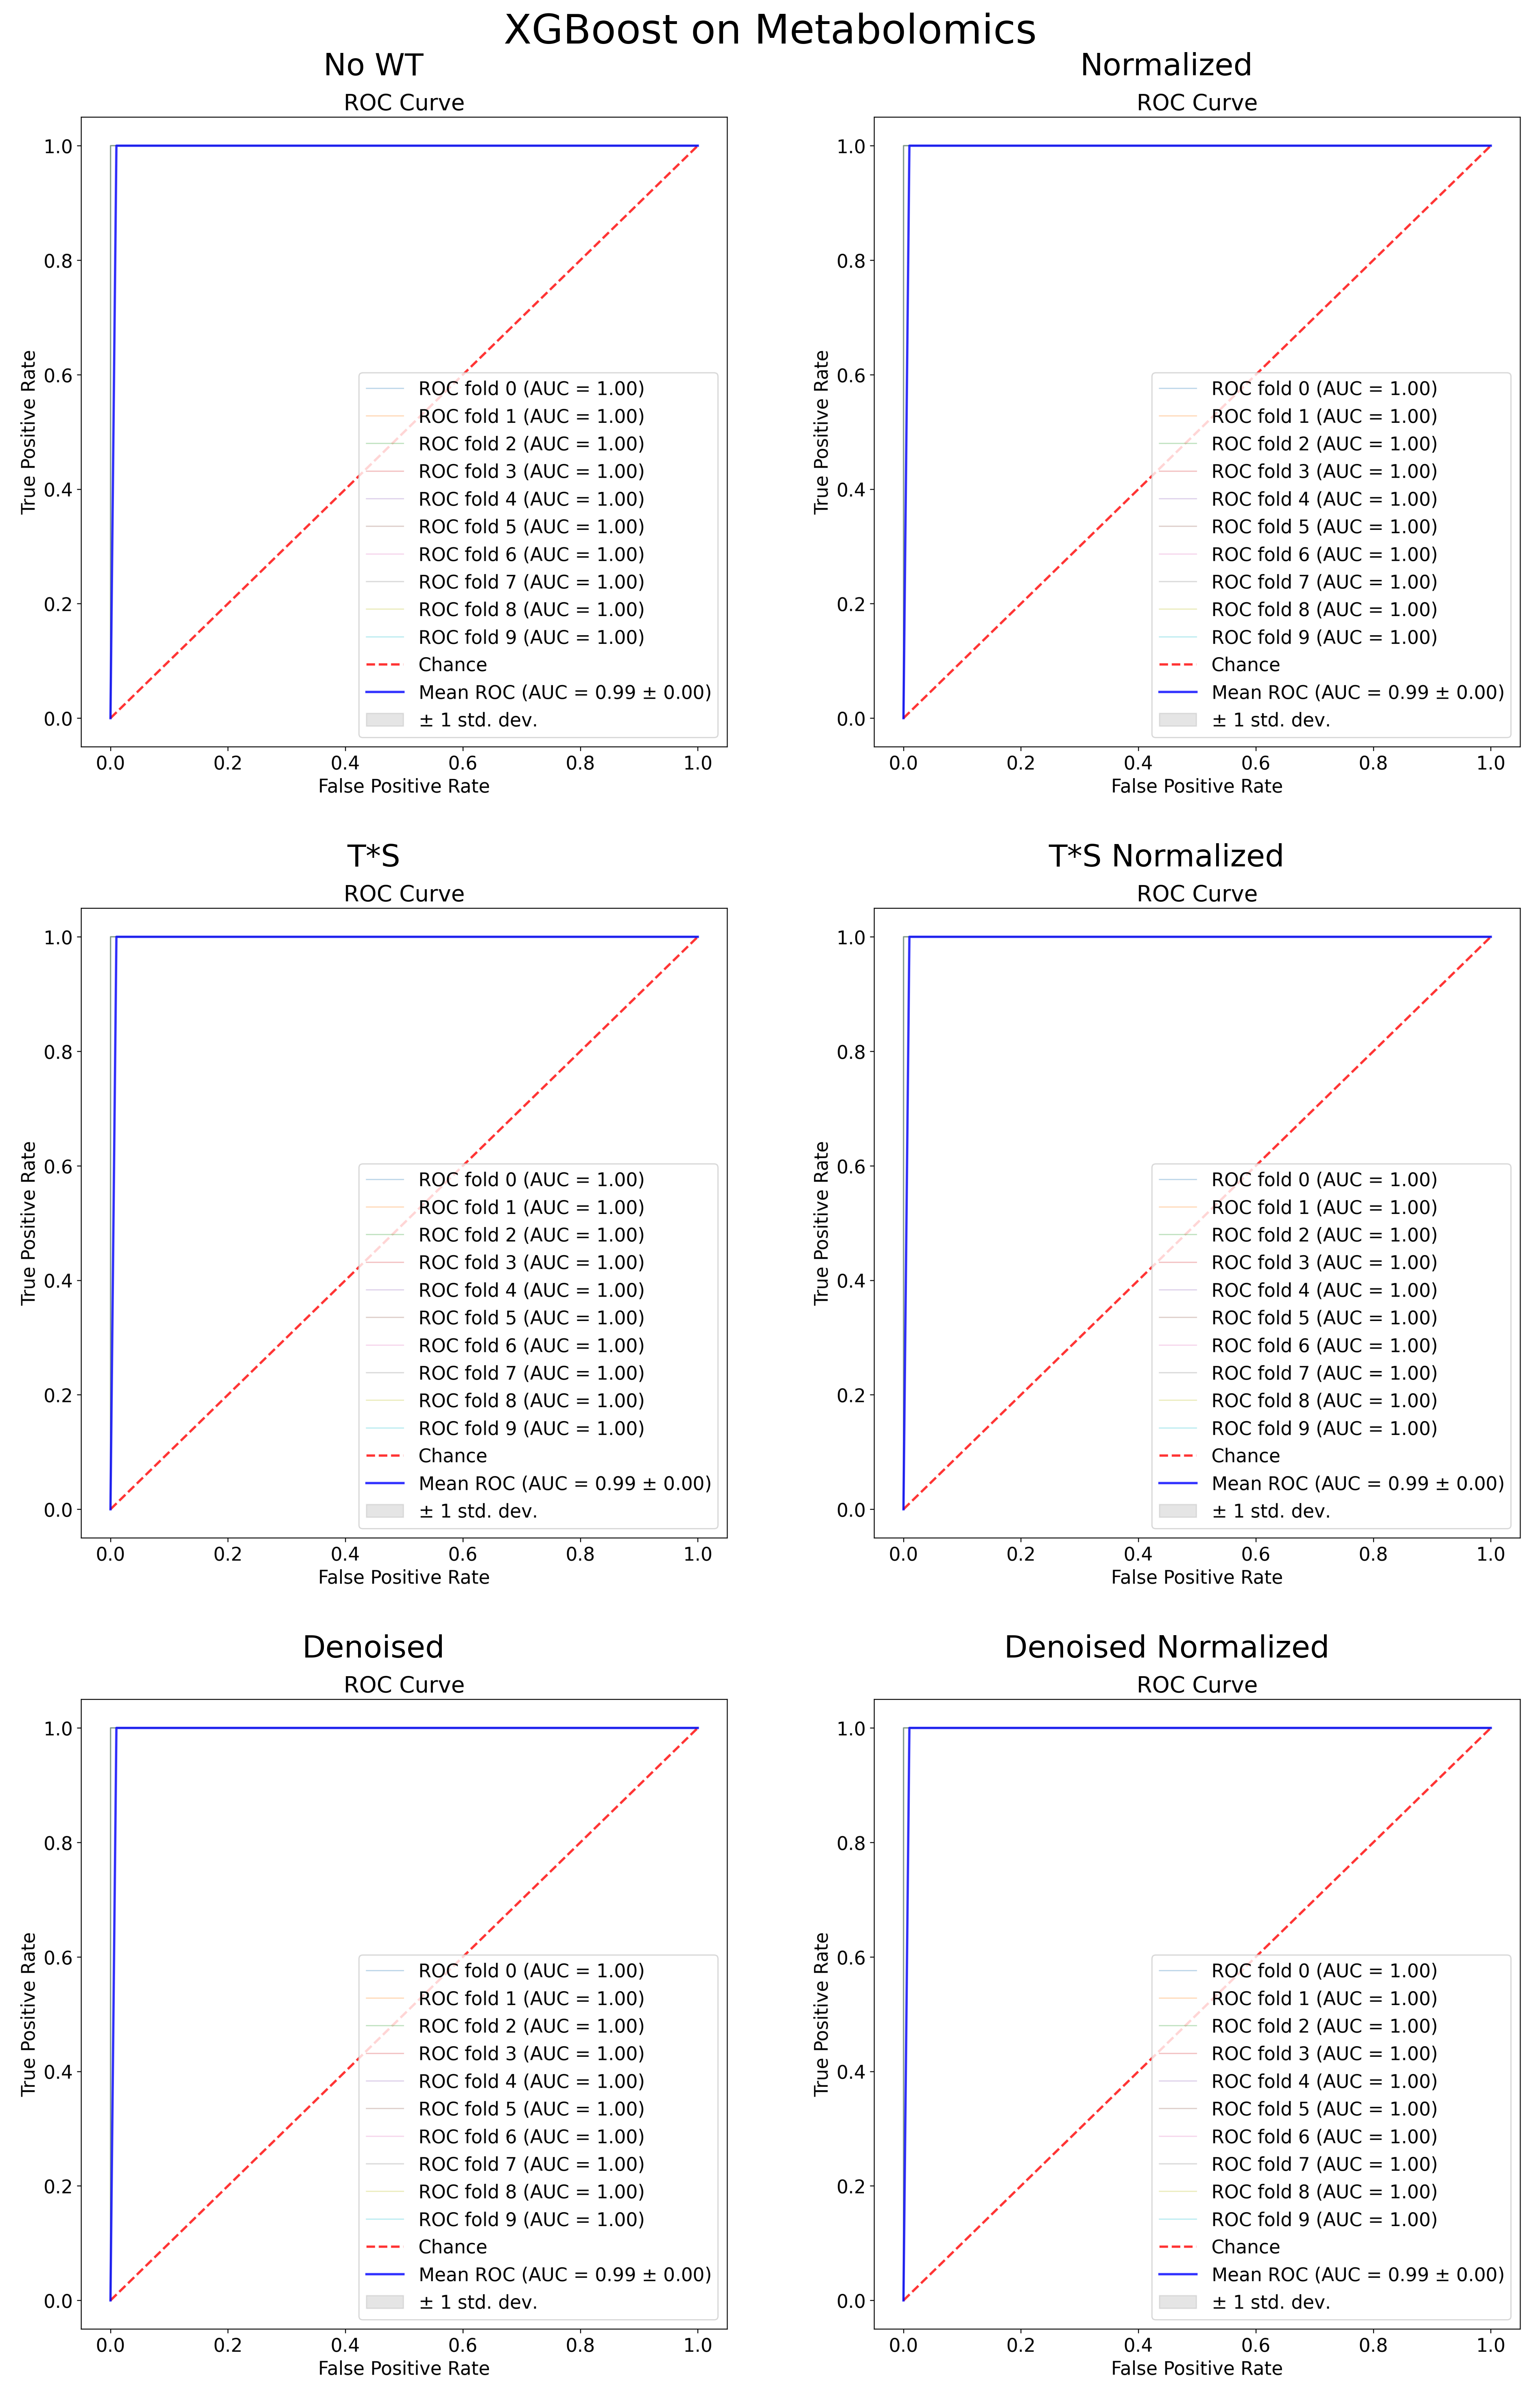 XGBoost on Metabolomics
No WT
ROC Curve
True Positive Rate
1.0
0.8
0.6
0.4
0.2
0.0
ROC fold 0 (AUC = 1.00)
ROC fold 1 (AUC = 1.00)
ROC fold 2 (AUC = 1.00)
ROC fold 3 (AUC = 1.00)
ROC fold 4 (AUC = 1.00)
ROC fold 5 (AUC = 1.00)
ROC fold 6 (AUC = 1.00)
ROC fold 7 (AUC = 1.00)
ROC fold 8 (AUC = 1.00)
ROC fold 9 (AUC = 1.00)
Chance
Mean ROC (AUC = 0.99 ± 0.00)
± 1 std. dev.
0.0 0.2 0.4 0.6 0.8 1.0
False Positive Rate
Normalized
ROC Curve
True Positive Rate
1.0
0.8
0.6
0.4
0.2
0.0
ROC fold 0 (AUC = 1.00)
ROC fold 1 (AUC = 1.00)
ROC fold 2 (AUC = 1.00)
ROC fold 3 (AUC = 1.00)
ROC fold 4 (AUC = 1.00)
ROC fold 5 (AUC = 1.00)
ROC fold 6 (AUC = 1.00)
ROC fold 7 (AUC = 1.00)
ROC fold 8 (AUC = 1.00)
ROC fold 9 (AUC = 1.00)
Chance
Mean ROC (AUC = 0.99 ± 0.00)
± 1 std. dev.
0.0 0.2 0.4 0.6 0.8 1.0
False Positive Rate
T*S
ROC Curve
True Positive Rate
1.0
0.8
0.6
0.4
0.2
0.0
ROC fold 0 (AUC = 1.00)
ROC fold 1 (AUC = 1.00)
ROC fold 2 (AUC = 1.00)
ROC fold 3 (AUC = 1.00)
ROC fold 4 (AUC = 1.00)
ROC fold 5 (AUC = 1.00)
ROC fold 6 (AUC = 1.00)
ROC fold 7 (AUC = 1.00)
ROC fold 8 (AUC = 1.00)
ROC fold 9 (AUC = 1.00)
Chance
Mean ROC (AUC = 0.99 ± 0.00)
± 1 std. dev.
0.0 0.2 0.4 0.6 0.8 1.0
False Positive Rate
T*S Normalized
ROC Curve
True Positive Rate
1.0
0.8
0.6
0.4
0.2
0.0
ROC fold 0 (AUC = 1.00)
ROC fold 1 (AUC = 1.00)
ROC fold 2 (AUC = 1.00)
ROC fold 3 (AUC = 1.00)
ROC fold 4 (AUC = 1.00)
ROC fold 5 (AUC = 1.00)
ROC fold 6 (AUC = 1.00)
ROC fold 7 (AUC = 1.00)
ROC fold 8 (AUC = 1.00)
ROC fold 9 (AUC = 1.00)
Chance
Mean ROC (AUC = 0.99 ± 0.00)
± 1 std. dev.
0.0 0.2 0.4 0.6 0.8 1.0
False Positive Rate
Denoised
ROC Curve
True Positive Rate
1.0
0.8
0.6
0.4
0.2
0.0
ROC fold 0 (AUC = 1.00)
ROC fold 1 (AUC = 1.00)
ROC fold 2 (AUC = 1.00)
ROC fold 3 (AUC = 1.00)
ROC fold 4 (AUC = 1.00)
ROC fold 5 (AUC = 1.00)
ROC fold 6 (AUC = 1.00)
ROC fold 7 (AUC = 1.00)
ROC fold 8 (AUC = 1.00)
ROC fold 9 (AUC = 1.00)
Chance
Mean ROC (AUC = 0.99 ± 0.00)
± 1 std. dev.
0.0 0.2 0.4 0.6 0.8 1.0
False Positive Rate
Denoised Normalized
ROC Curve
True Positive Rate
1.0
0.8
0.6
0.4
0.2
0.0
ROC fold 0 (AUC = 1.00)
ROC fold 1 (AUC = 1.00)
ROC fold 2 (AUC = 1.00)
ROC fold 3 (AUC = 1.00)
ROC fold 4 (AUC = 1.00)
ROC fold 5 (AUC = 1.00)
ROC fold 6 (AUC = 1.00)
ROC fold 7 (AUC = 1.00)
ROC fold 8 (AUC = 1.00)
ROC fold 9 (AUC = 1.00)
Chance
Mean ROC (AUC = 0.99 ± 0.00)
± 1 std. dev.
0.0 0.2 0.4 0.6 0.8 1.0
False Positive Rate